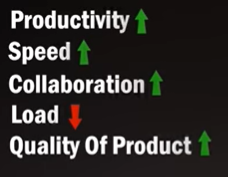 Productivity
Speed
Collaboration
Load
Quality Of Product